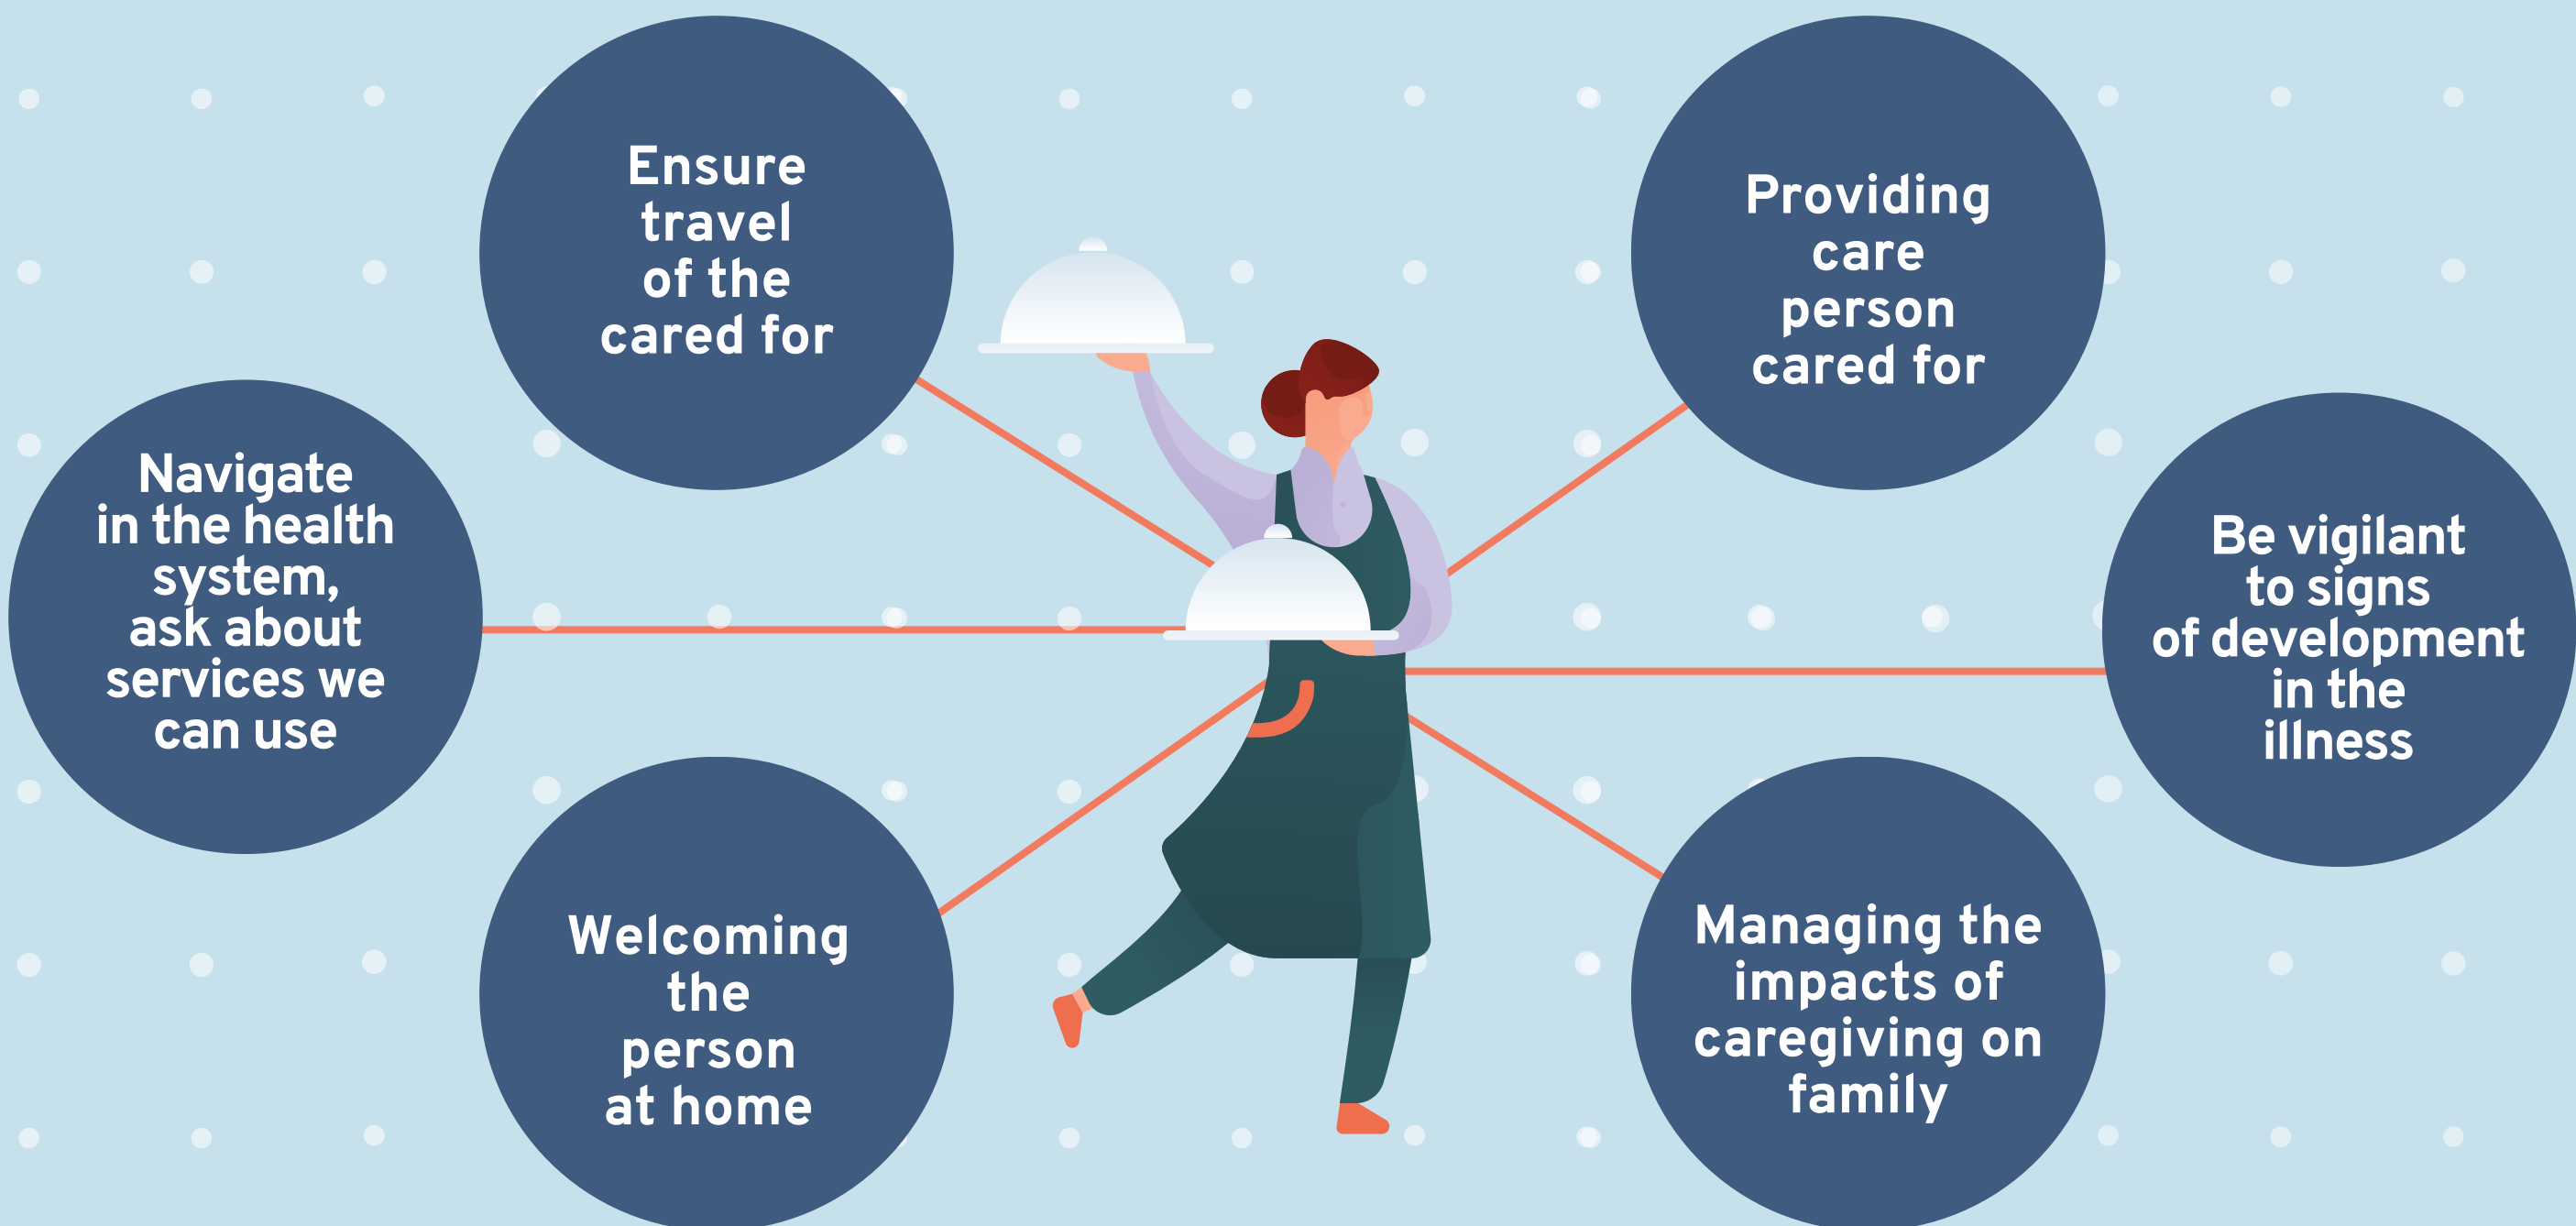 Ensure
travel
of the
cared for
Providing
care
person
cared for
Navigate
in the health
system,
ask about
services we
can use
Be vigilant
to signs
of development
in the
illness
Welcoming
the
person
at home
Managing the
impacts of
caregiving on
family